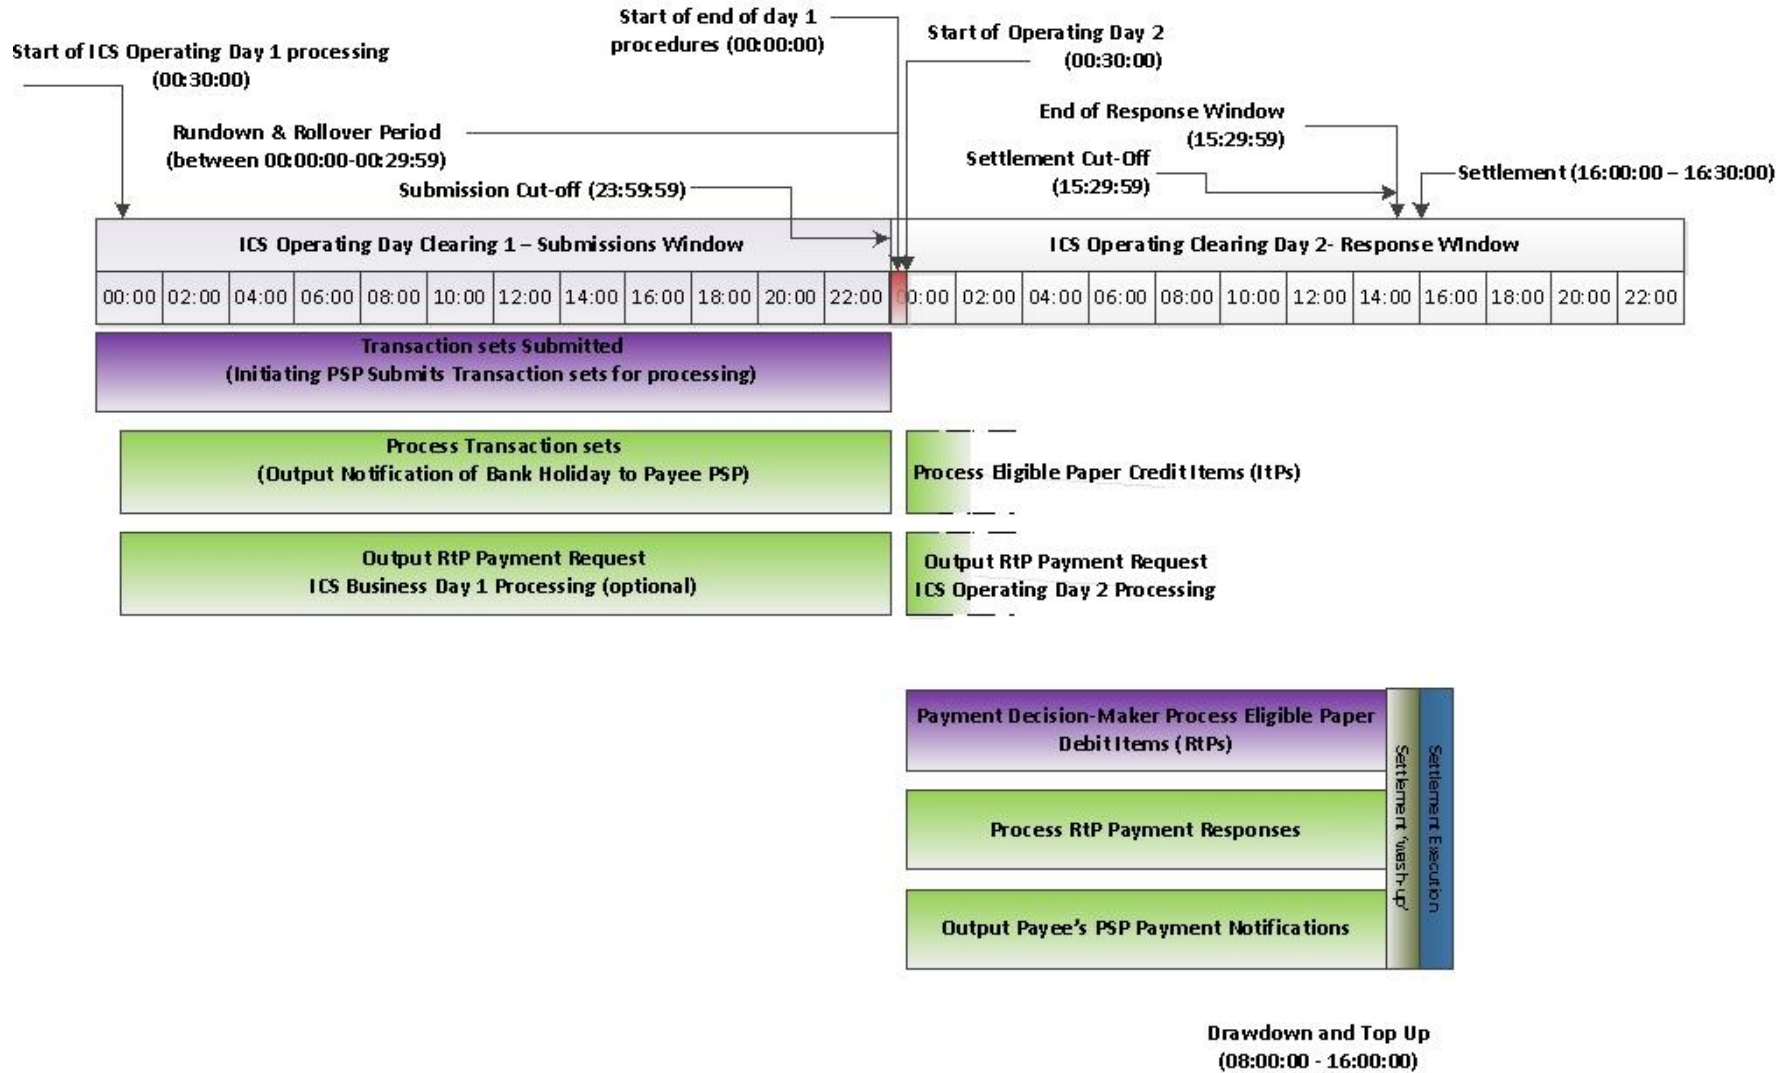 Start of ICS Operating Day 1 processing
(00:30:00)
Start of end of day 1
procedures (00:00:00)
Start of Operating Day 2
(00:30:00)
Rundown & Rollover Period
(between 00:00:00-00:29:59)
Submission Cut-off (23:59:59)
End of Response Window
(15:29:59)
Settlement Cut-Off
(15:29:59)
Settlement (16:00:00 – 16:30:00)
ICS Operating Day Clearing 1 – Submissions Window
ICS Operating Clearing Day 2- Response Window
00:00 02:00 04:00 06:00 08:00 10:00 12:00 14:00 16:00 18:00 20:00 22:00 00:00 02:00 04:00 06:00 08:00 10:00 12:00 14:00 16:00 18:00 20:00 22:00
Transaction sets Submitted
(Initiating PSP Submits Transaction sets for processing)
Process Transaction sets
(Output Notification of Bank Holiday to Payee PSP)
Process Eligible Paper Credit Items (ItPs)
Output RtP Payment Request
ICS Business Day 1 Processing (optional)
Output RtP Payment Request
ICS Operating Day 2 Processing
Payment Decision-Maker Process Eligible Paper
Debit Items (RtPs)
Process RtP Payment Responses
Output Payee's PSP Payment Notifications
Settlement 'wash-up'
Settlement Execution
Drawdown and Top Up
(08:00:00 - 16:00:00)